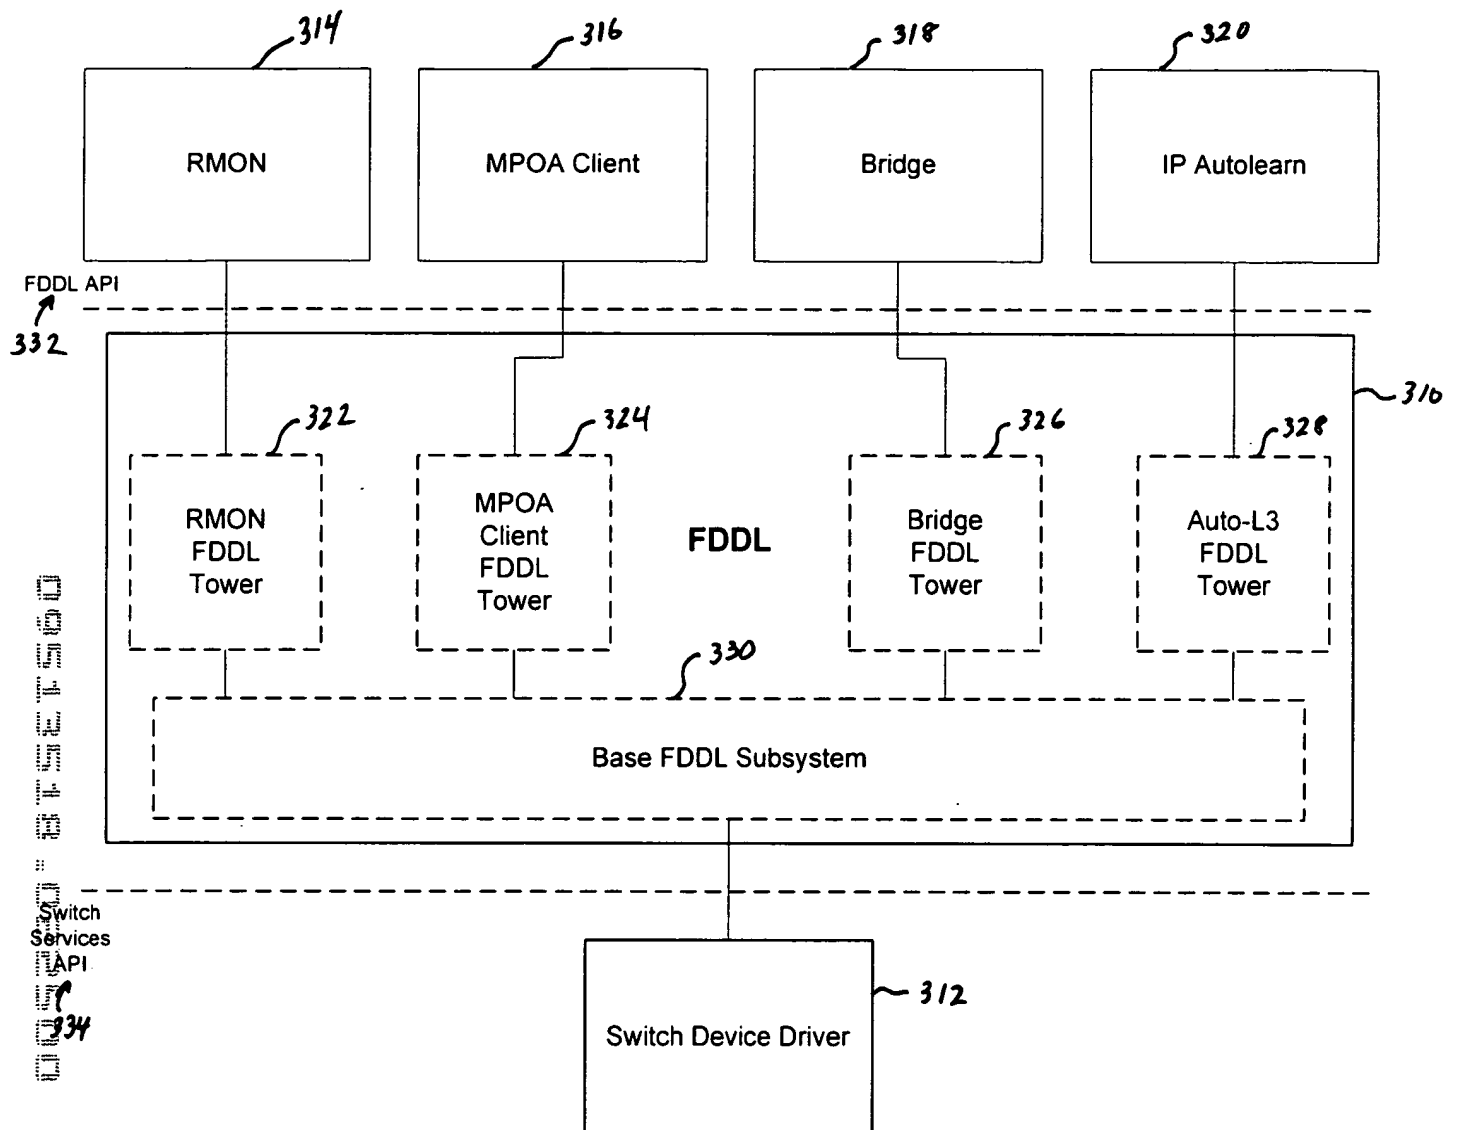 314
316
318
320
RMON
MPOA Client
Bridge
IP Autolearn
FDDL API
332
310
322
324
326
328
RMON
FDDL
Tower
MPOA
Client
FDDL
Tower
FDDL
Bridge
FDDL
Tower
Auto-L3
FDDL
Tower
330
Base FDDL Subsystem
Switch
Services
API
334
312
Switch Device Driver